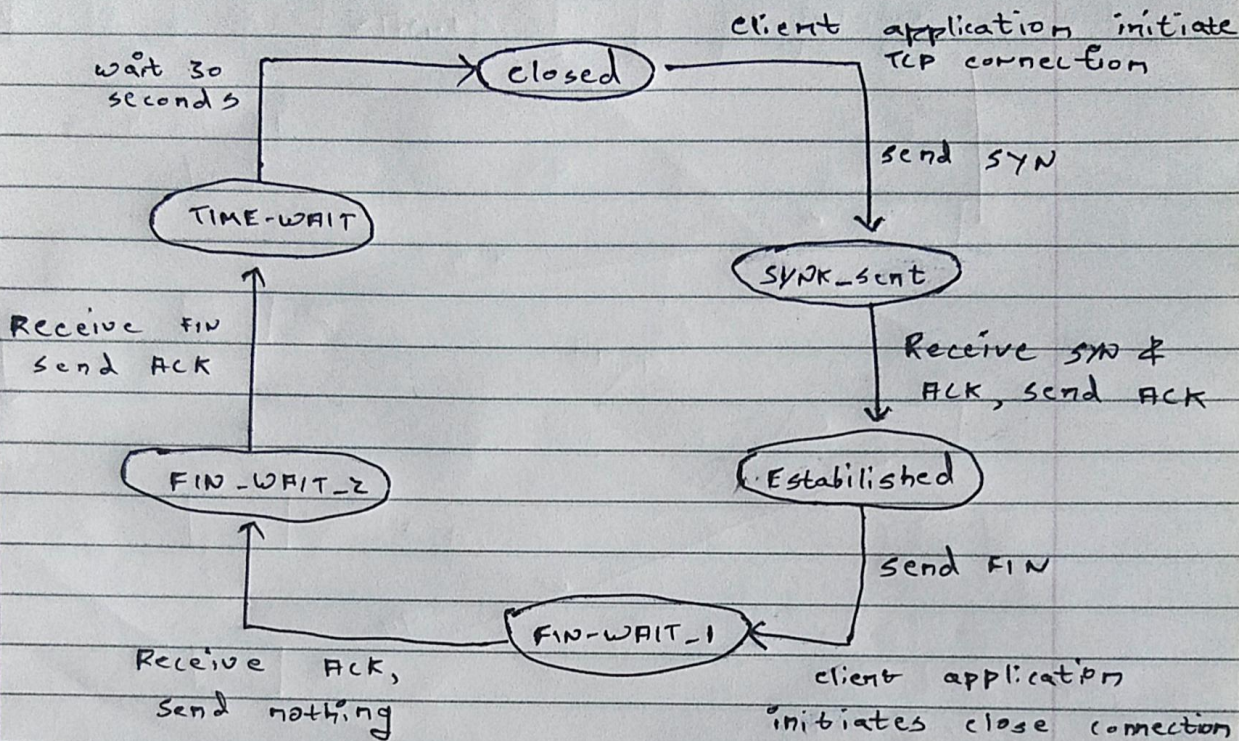 client application initiate
TCP connection
wait 30
seconds
closed
send SYN
TIME-WAIT
SYNK_sent
Receive FIN
send ACK
Receive SYN &
ACK, send ACK
FIN_WAIT_2
Estabilished
send FIN
FIN-WAIT_1
Receive ACK,
send nothing
client application
initiates close connection